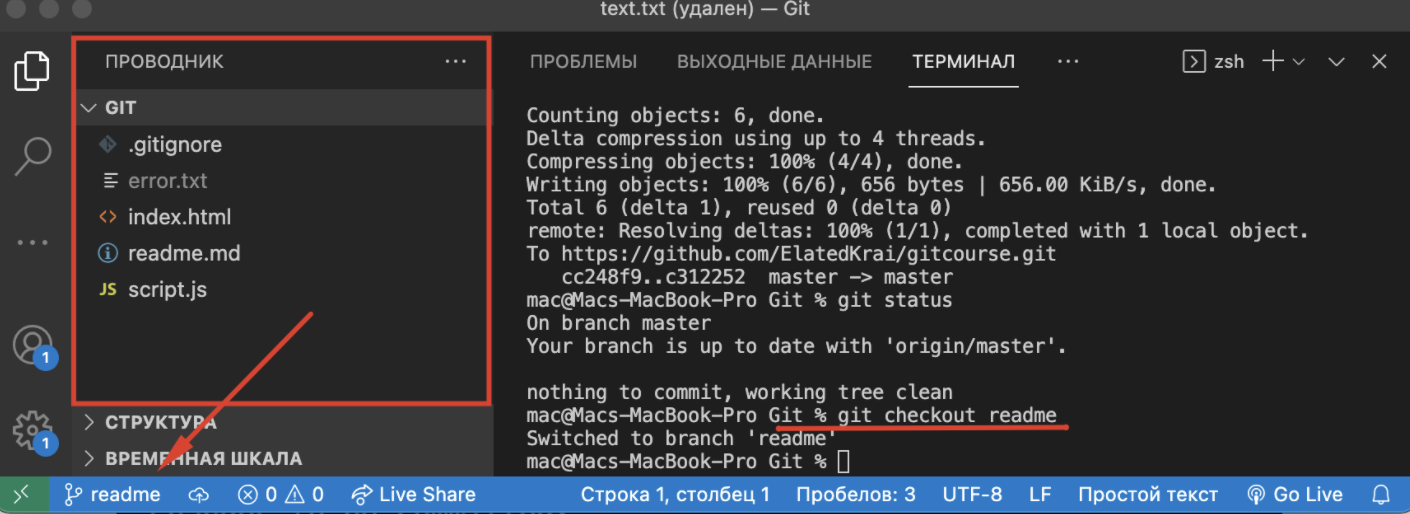 text.txt (удален) — Git
ПРОВОДНИК
GIT
.gitignore
error.txt
index.html
readme.md
JS script.js
СТРУКТУРА
ВРЕМЕННАЯ ШКАЛА
1
1
ПРОБЛЕМЫ ВЫХОДНЫЕ ДАННЫЕ ТЕРМИНАЛ ... zsh
Counting objects: 6, done.
Delta compression using up to 4 threads.
Compressing objects: 100% (4/4), done.
Writing objects: 100% (6/6), 656 bytes | 656.00 KiB/s, done.
Total 6 (delta 1), reused 0 (delta 0)
remote: Resolving deltas: 100% (1/1), completed with 1 local object.
To https://github.com/ElatedKrai/gitcourse.git
cc248f9..c312252 master -> master
mac@Macs-MacBook-Pro Git % git status
On branch master
Your branch is up to date with 'origin/master'.
nothing to commit, working tree clean
mac@Macs-MacBook-Pro Git % git checkout readme
Switched to branch 'readme'
mac@Macs-MacBook-Pro Git %
readme 0 0 Live Share Строка 1, столбец 1 Пробелов: 3 UTF-8 LF Простой текст Go Live